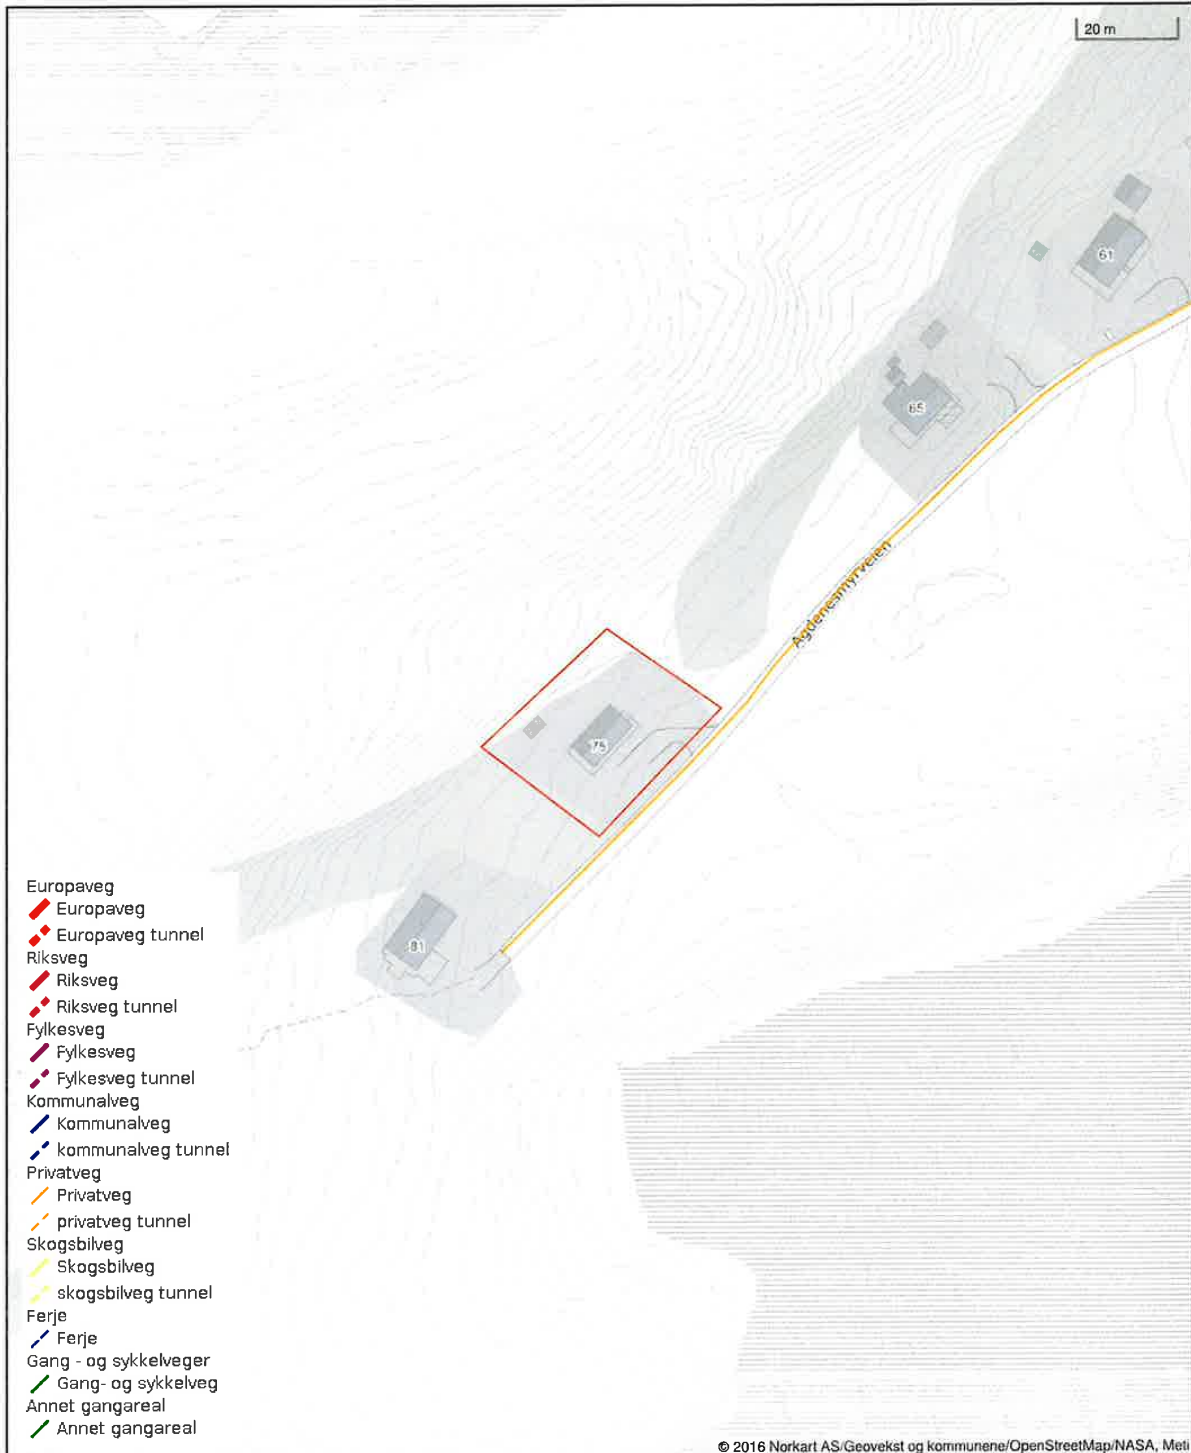 20 m
61
65
Agdenesmyrveien
75
81
Europaveg
Europaveg
Europaveg tunnel
Riksveg
Riksveg
Riksveg tunnel
Fylkesveg
Fylkesveg
Fylkesveg tunnel
Kommunalveg
Kommunalveg
kommunalveg tunnel
Privatveg
Privatveg
privatveg tunnel
Skogsbilveg
Skogsbilveg
skogsbilveg tunnel
Ferje
Ferje
Gang - og sykkelveger
Gang- og sykkelveg
Annet gangareal
Annet gangareal
© 2016 Norkart AS/Geovekst og kommunene/OpenStreetMap/NASA, Meti